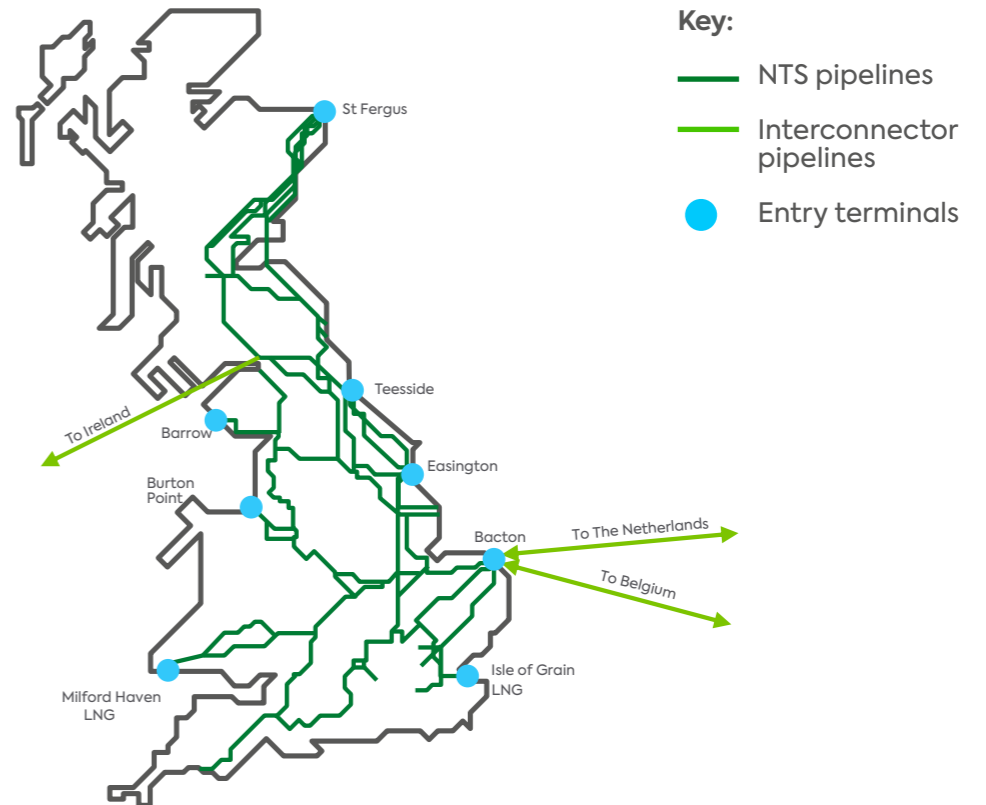 Key:
NTS pipelines
Interconnector
pipelines
Entry terminals
St Fergus
Teesside
To Ireland
Barrow
Easington
Burton
Point
Bacton
To The Netherlands
To Belgium
Isle of Grain
LNG
Milford Haven
LNG